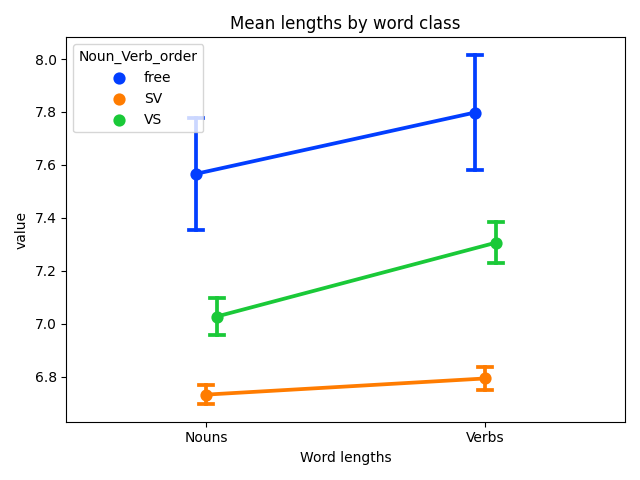 Mean lengths by word class
Noun_Verb_order
free
SV
VS
8.0
7.8
7.6
7.4
7.2
7.0
6.8
value
Nouns
Verbs
Word lengths